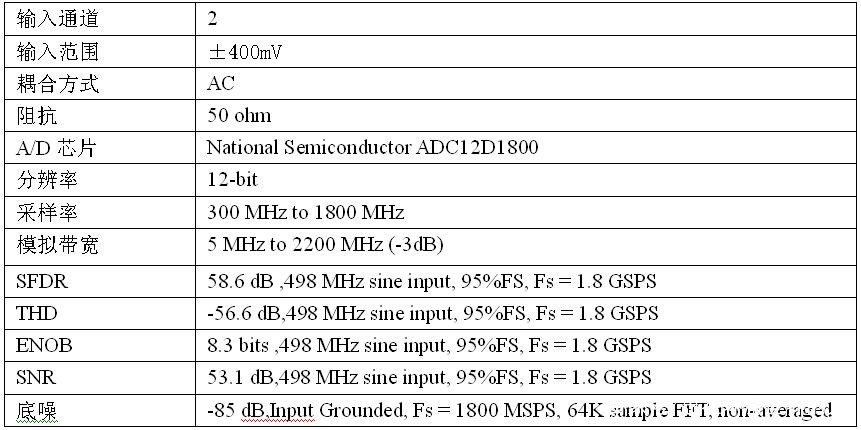 输入通道 2
输入范围 ±400mV
耦合方式 AC
阻抗 50 ohm
A/D 芯片 National Semiconductor ADC12D1800
分辨率 12-bit
采样率 300 MHz to 1800 MHz
模拟带宽 5 MHz to 2200 MHz (-3dB)
SFDR 58.6 dB ,498 MHz sine input, 95%FS, Fs = 1.8 GSPS
THD -56.6 dB,498 MHz sine input, 95%FS, Fs = 1.8 GSPS
ENOB 8.3 bits ,498 MHz sine input, 95%FS, Fs = 1.8 GSPS
SNR 53.1 dB,498 MHz sine input, 95%FS, Fs = 1.8 GSPS
底噪 -85 dB,Input Grounded, Fs = 1800 MSPS, 64K sample FFT, non-averaged